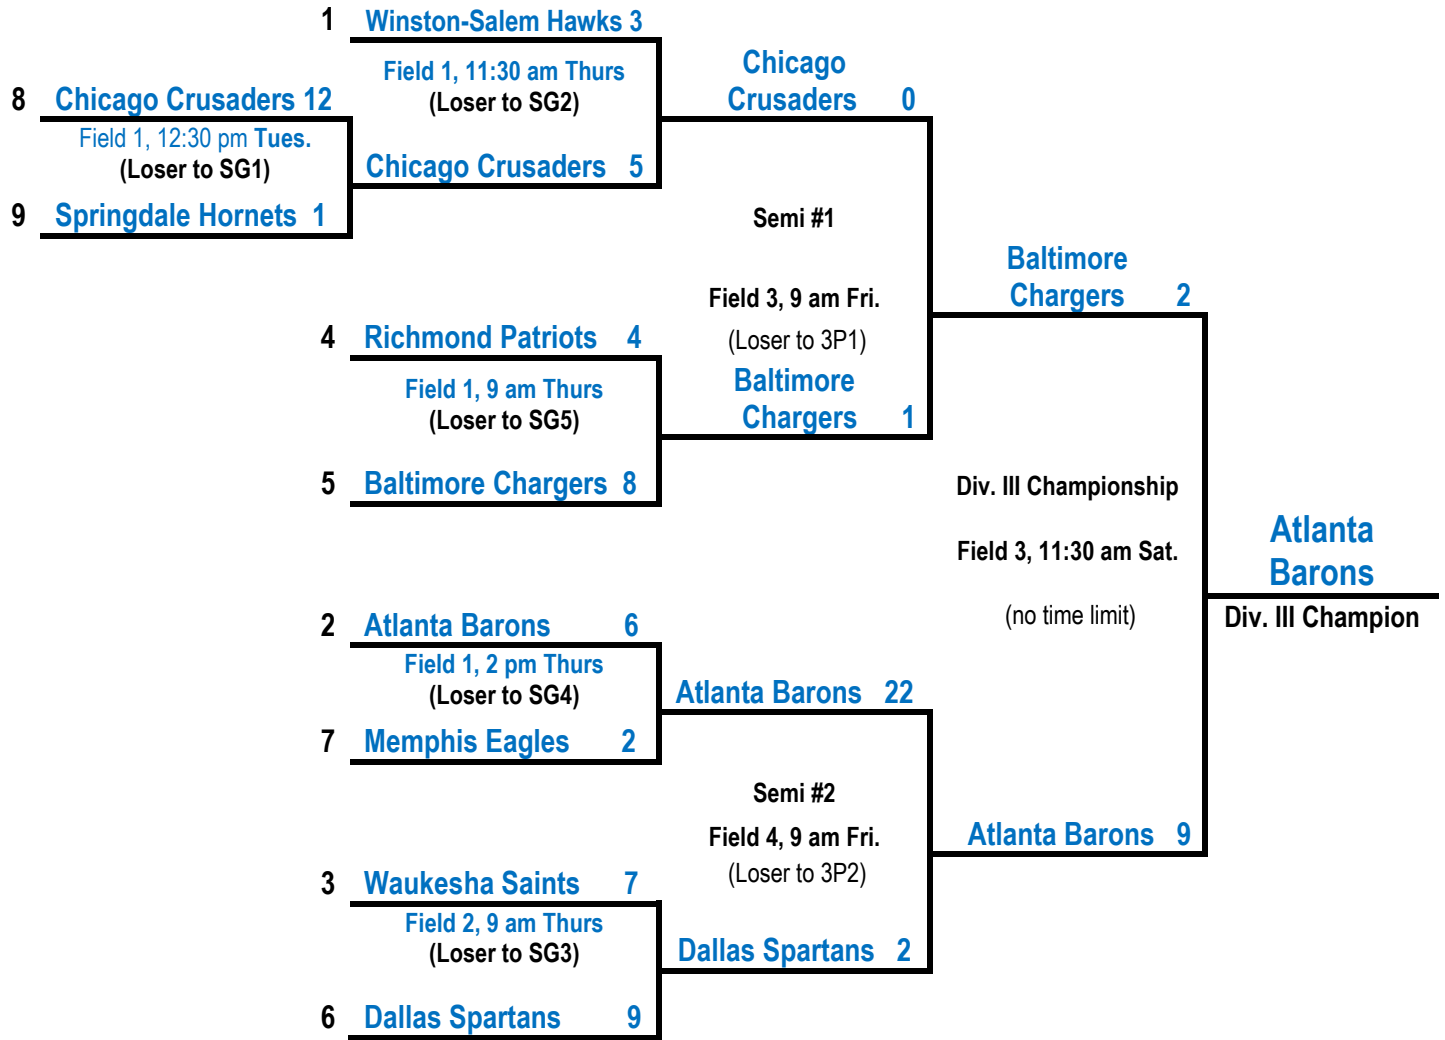 1 Winston-Salem Hawks 3
Field 1, 11:30 am Thurs
(Loser to SG2)
8 Chicago Crusaders 12
Field 1, 12:30 pm Tues.
(Loser to SG1)
9 Springdale Hornets 1
Chicago Crusaders 5
Chicago
Crusaders 0
Semi #1
Field 3, 9 am Fri.
(Loser to 3P1)
4 Richmond Patriots 4
Field 1, 9 am Thurs
(Loser to SG5)
5 Baltimore Chargers 8
Baltimore
Chargers 1
Baltimore
Chargers 2
Div. III Championship
Field 3, 11:30 am Sat.
(no time limit)
Atlanta
Barons
Div. III Champion
2 Atlanta Barons 6
Field 1, 2 pm Thurs
(Loser to SG4)
7 Memphis Eagles 2
Atlanta Barons 22
Semi #2
Field 4, 9 am Fri.
(Loser to 3P2)
Atlanta Barons 9
3 Waukesha Saints 7
Field 2, 9 am Thurs
(Loser to SG3)
6 Dallas Spartans 9
Dallas Spartans 2